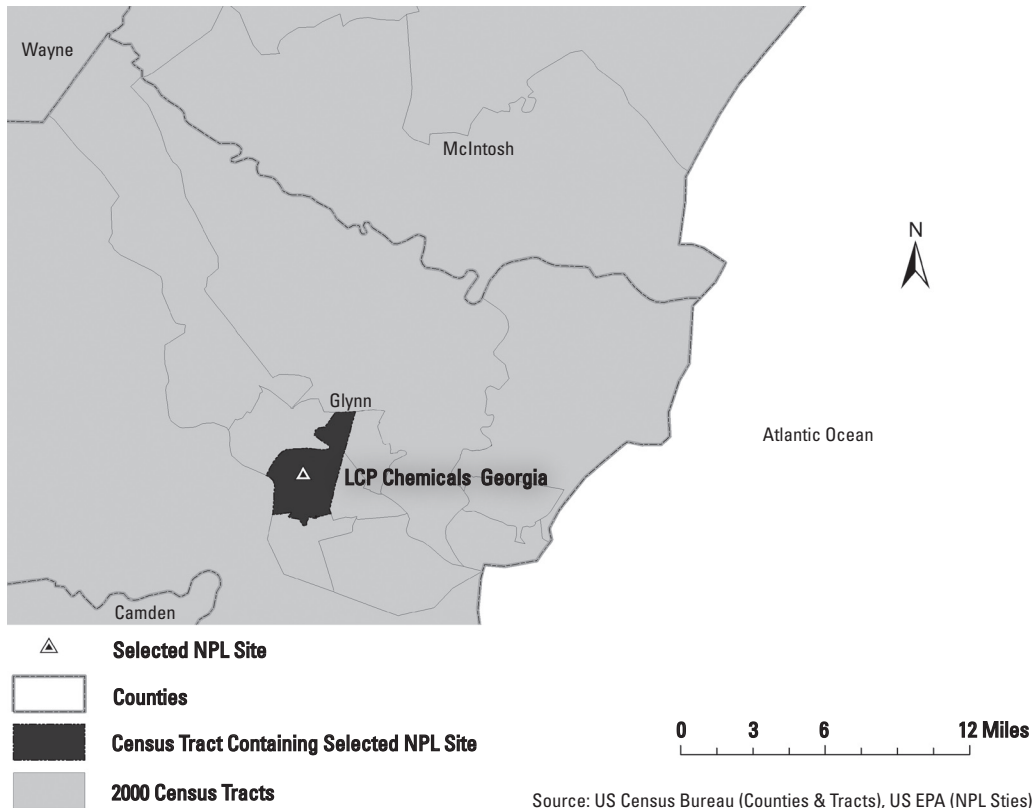 Wayne
McIntosh
N
Glynn
Atlantic Ocean
LCP Chemicals Georgia
Camden
Selected NPL Site
Counties
Census Tract Containing Selected NPL Site
2000 Census Tracts
0 3 6 12 Miles
Source: US Census Bureau (Counties & Tracts), US EPA (NPL Sties)